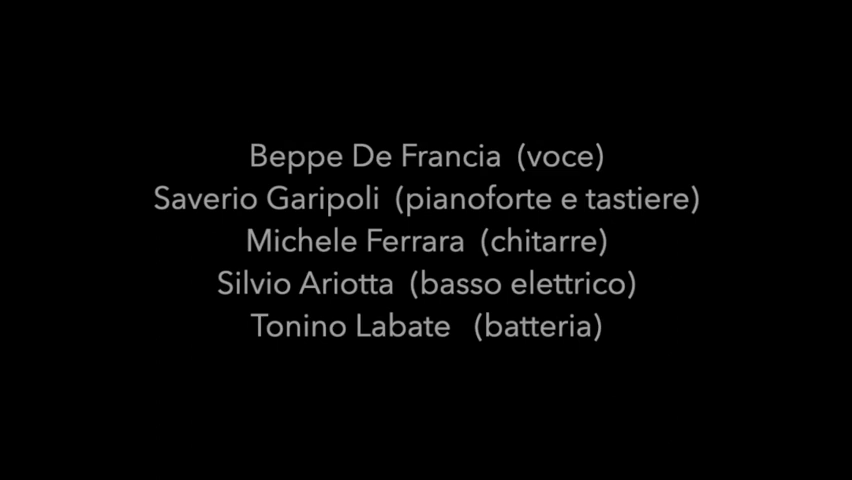 Beppe De Francia (voce)
Saverio Garipoli (pianoforte e tastiere)
Michele Ferrara (chitarre)
Silvio Ariotta (basso elettrico)
Tonino Labate (batteria)